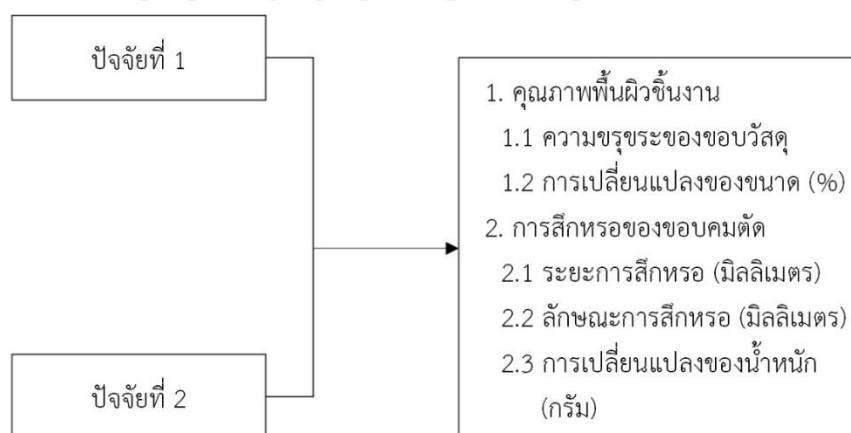 ปัจจัยที่ 1
1. คุณภาพพื้นผิวชิ้นงาน
1.1 ความขรุขระของขอบวัสดุ
1.2 การเปลี่ยนแปลงของขนาด (%)
2. การสึกหรอของขอบคมตัด
2.1 ระยะการสึกหรอ (มิลลิเมตร)
2.2 ลักษณะการสึกหรอ (มิลลิเมตร)
2.3 การเปลี่ยนแปลงของน้ำหนัก
(กรัม)
ปัจจัยที่ 2